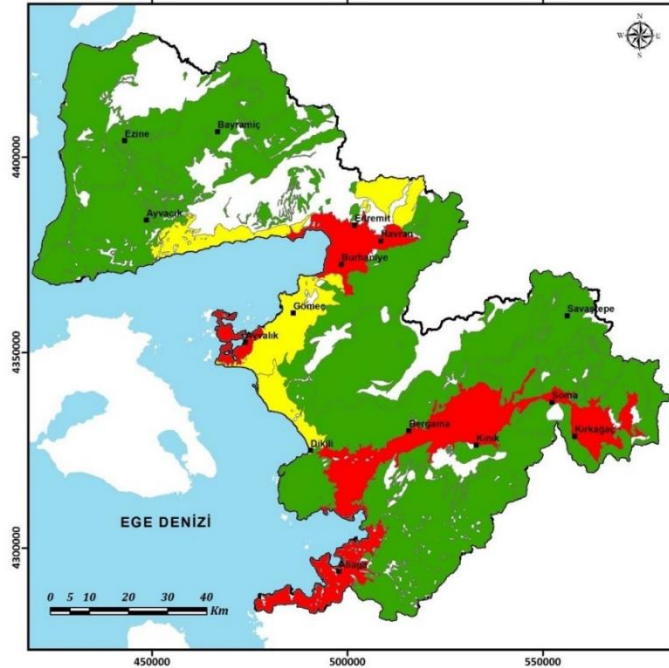 N
W E
S
4400000
4350000
4300000
Bayramiç
Ezine
Ayvacık
Edremit
Havran
Burhaniye
Gömeç
Ayvalık
Savaştepe
Soma
Bergama
Kırkağaç
Kınık
Dikili
EGE DENİZİ
Aliağa
0 5 10 20 30 40
Km
450000 500000 550000